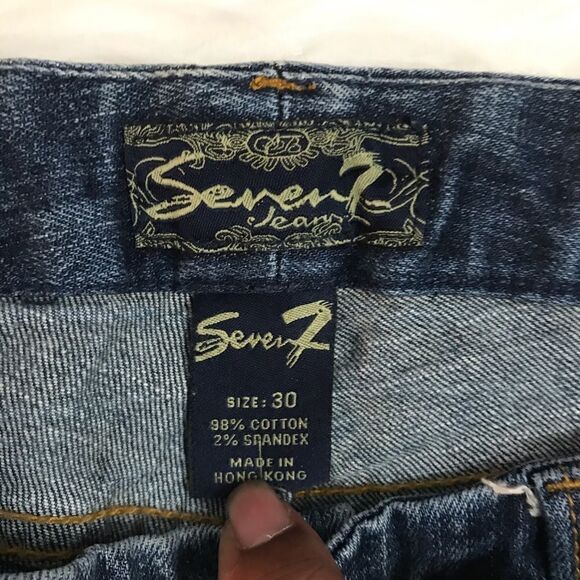 Seven7
Jeans
Seven7
SIZE: 30
98% COTTON
2% SPANDEX
MADE IN
HONG KONG